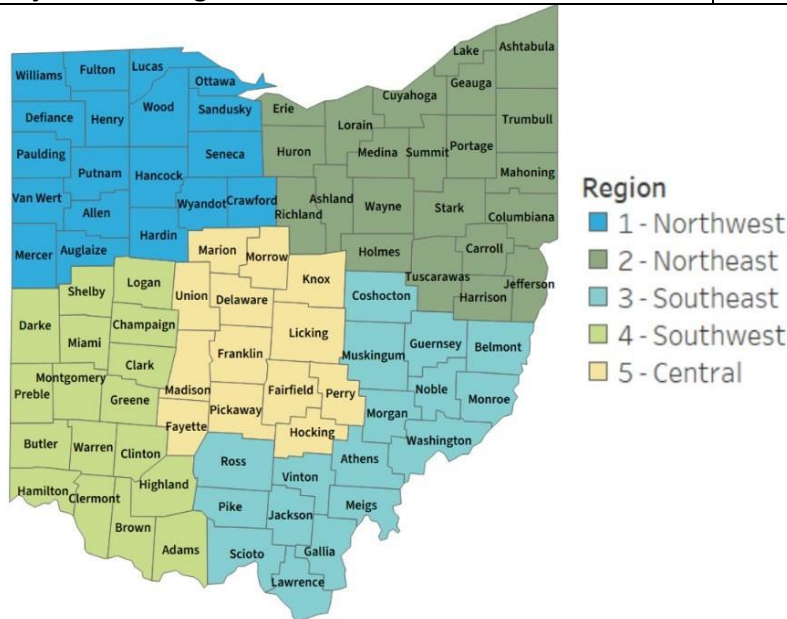 Lake
Ashtabula
Lucas
Fulton
Williams
Ottawa
Geauga
Cuyahoga
Wood
Sandusky
Erie
Defiance
Henry
Lorain
Trumbull
Portage
Huron
Medina
Summit
Paulding
Seneca
Putnam
Hancock
Mahoning
Van Wert
Wyandot
Crawford
Ashland
Wayne
Stark
Allen
Richland
Columbiana
Hardin
Marion
Morrow
Holmes
Carroll
Mercer
Auglaize
Tuscarawas
Jefferson
Knox
Logan
Shelby
Union
Delaware
Coshocton
Harrison
Darke
Champaign
Licking
Miami
Guernsey
Belmont
Franklin
Muskingum
Clark
Montgomery
Preble
Greene
Madison
Fairfield
Perry
Noble
Monroe
Pickaway
Morgan
Fayette
Hocking
Washington
Butler
Warren
Clinton
Ross
Athens
Vinton
Highland
Hamilton
Clermont
Pike
Jackson
Meigs
Brown
Adams
Scioto
Gallia
Lawrence
Region
1 - Northwest
2 - Northeast
3 - Southeast
4 - Southwest
5 - Central